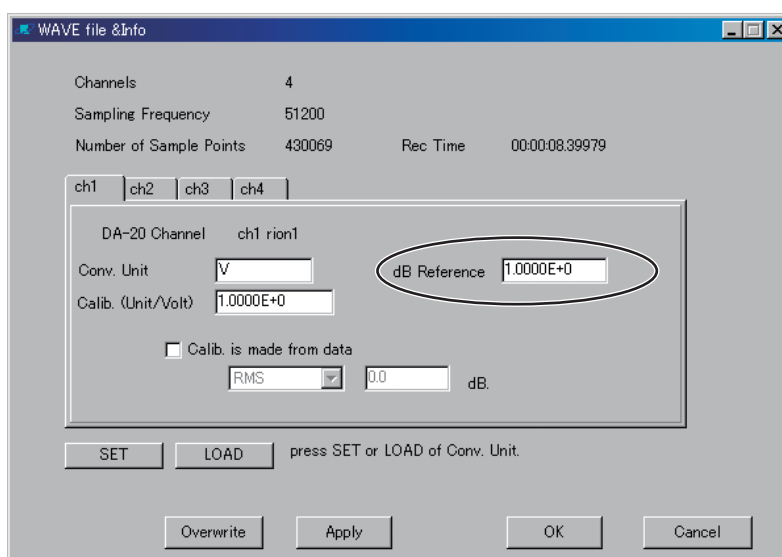 WAVE file &Info
Channels 4
Sampling Frequency 51200
Number of Sample Points 430069 Rec Time 00:00:08.39979
ch1 ch2 ch3 ch4
DA-20 Channel ch1 rion1
Conv. Unit V dB Reference 1.0000E+0
Calib. (Unit/Volt) 1.0000E+0
Calib. is made from data
RMS 0.0 dB.
SET LOAD press SET or LOAD of Conv. Unit.
Overwrite Apply OK Cancel